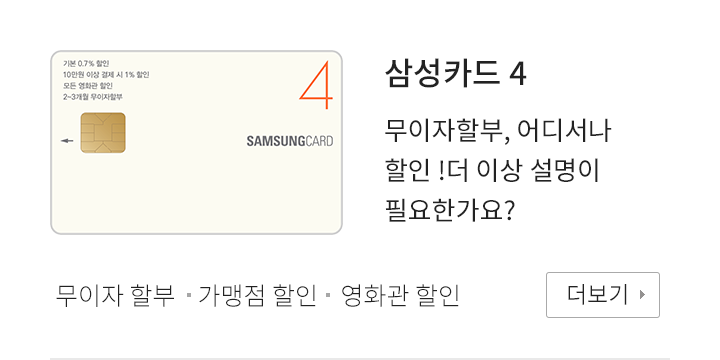 기본 0.7% 할인
10만원 이상 결제 시 1% 할인
모든 영화관 할인
2~3개월 무이자할부
4
SAMSUNGCARD
삼성카드 4
무이자할부, 어디서나
할인 !더 이상 설명이
필요한가요?
무이자 할부 ▪ 가맹점 할인 ▪ 영화관 할인
더보기